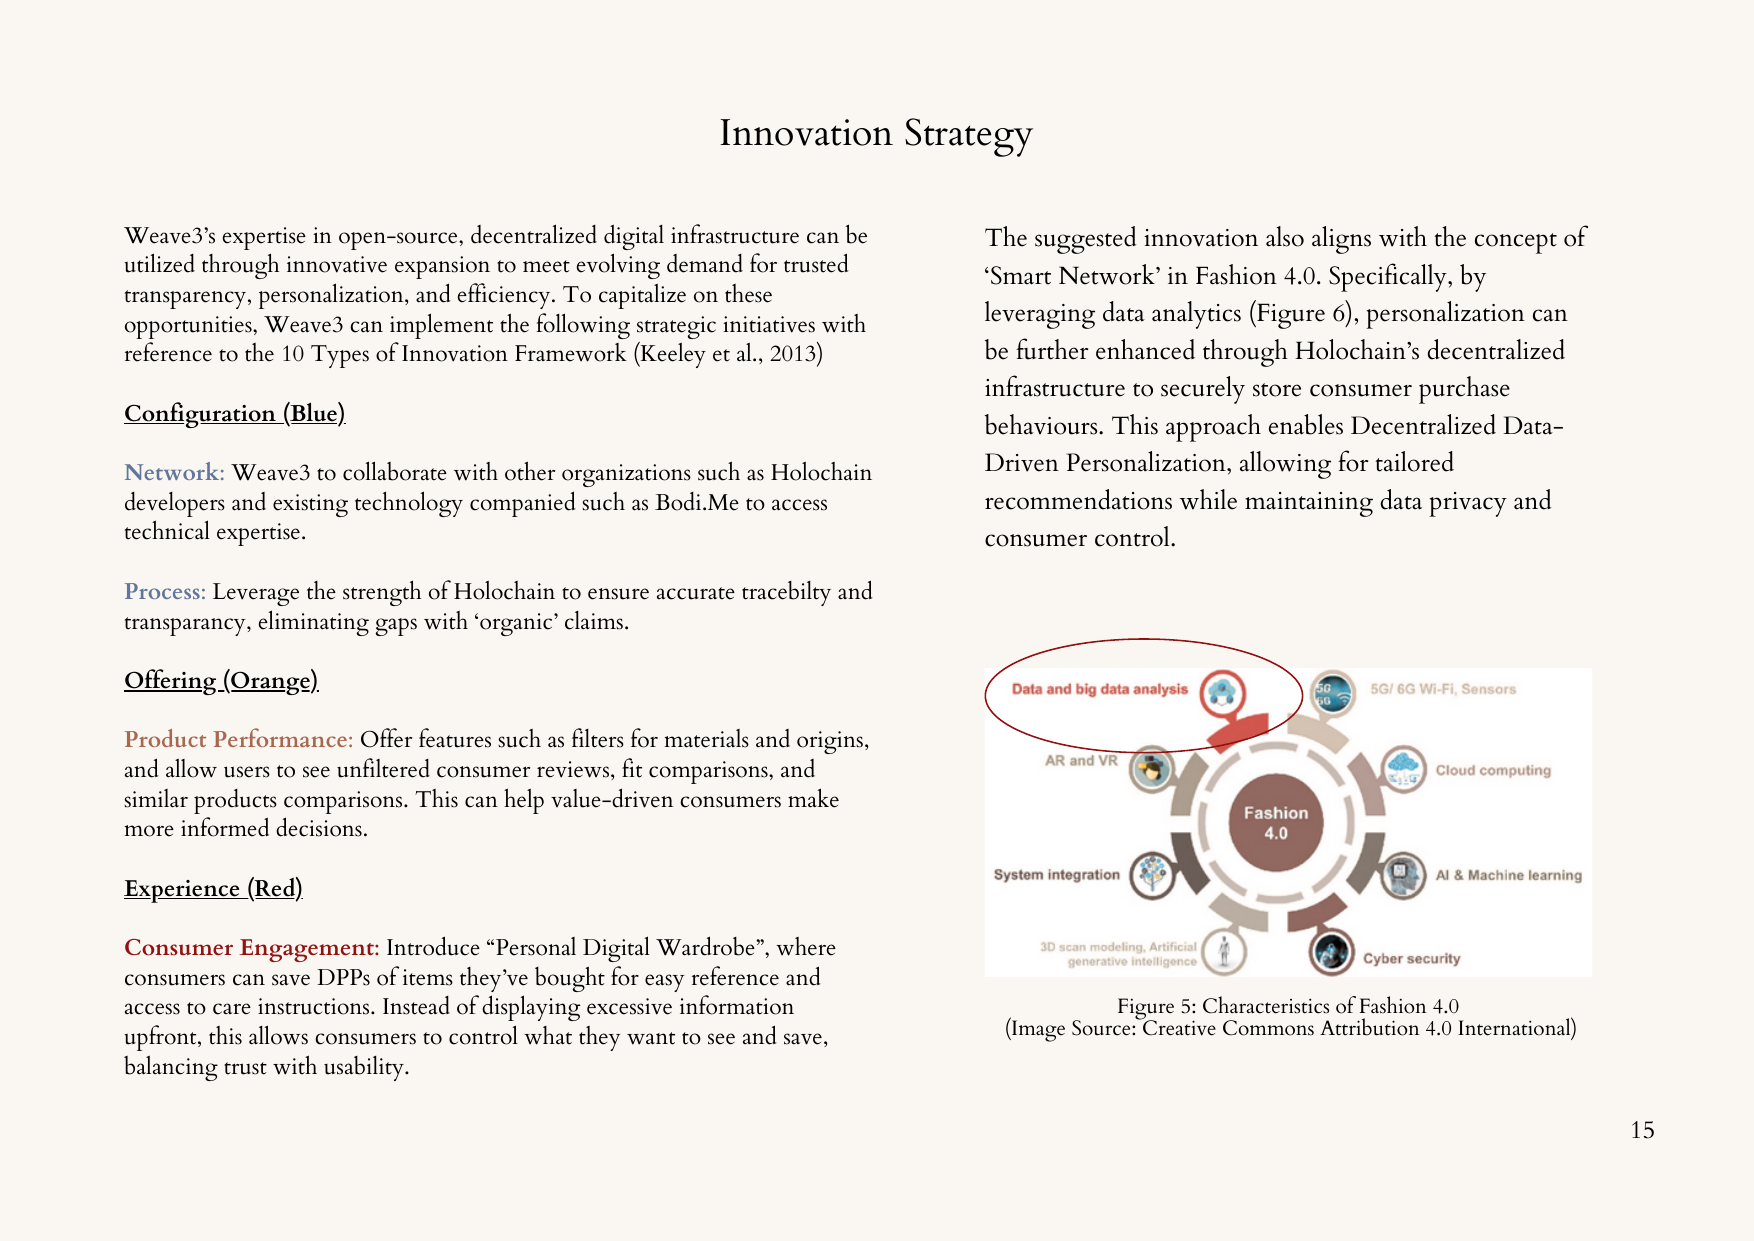 Innovation Strategy
Weave3’s expertise in open-source, decentralized digital infrastructure can be
utilized through innovative expansion to meet evolving demand for trusted
transparency, personalization, and efficiency. To capitalize on these
opportunities, Weave3 can implement the following strategic initiatives with
reference to the 10 Types of Innovation Framework (Keeley et al., 2013)
Configuration (Blue)
Network: Weave3 to collaborate with other organizations such as Holochain
developers and existing technology companied such as Bodi.Me to access
technical expertise.
Process: Leverage the strength of Holochain to ensure accurate tracebilty and
transparancy, eliminating gaps with ‘organic’ claims.
Offering (Orange)
Product Performance: Offer features such as filters for materials and origins,
and allow users to see unfiltered consumer reviews, fit comparisons, and
similar products comparisons. This can help value-driven consumers make
more informed decisions.
Experience (Red)
Consumer Engagement: Introduce “Personal Digital Wardrobe”, where
consumers can save DPPs of items they’ve bought for easy reference and
access to care instructions. Instead of displaying excessive information
upfront, this allows consumers to control what they want to see and save,
balancing trust with usability.
The suggested innovation also aligns with the concept of
‘Smart Network’ in Fashion 4.0. Specifically, by
leveraging data analytics (Figure 6), personalization can
be further enhanced through Holochain’s decentralized
infrastructure to securely store consumer purchase
behaviours. This approach enables Decentralized Data-
Driven Personalization, allowing for tailored
recommendations while maintaining data privacy and
consumer control.
Data and big data analysis
5G
6G
5G/ 6G Wi-Fi, Sensors
AR and VR
Cloud computing
Fashion
4.0
System integration
AI & Machine learning
3D scan modeling, Artificial
generative intelligence
Cyber security
Figure 5: Characteristics of Fashion 4.0
(Image Source: Creative Commons Attribution 4.0 International)
15